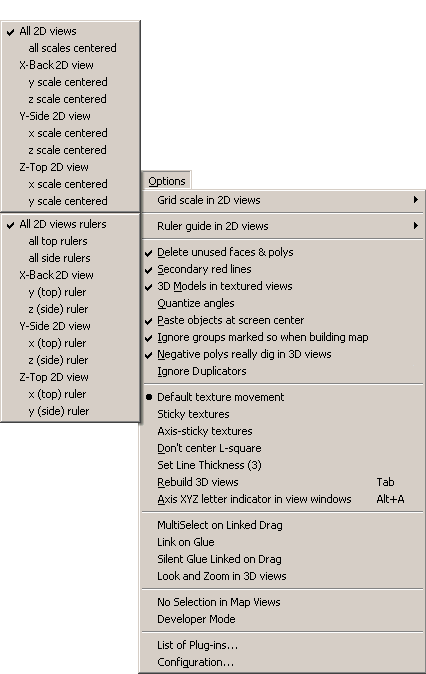 All 2D views
all scales centered
X-Back2D view
y scale centered
z scale centered
Y-Side 2D view
x scale centered
z scale centered
Z-Top 2D view
x scale centered
y scale centered
All 2D views rulers
all top rulers
all side rulers
X-Back2D view
y (top) ruler
z (side) ruler
Y-Side 2D view
x (top) ruler
z (side) ruler
Z-Top 2D view
x (top) ruler
y (side) ruler
Options
Grid scale in 2D views
Ruler guide in 2D views
Delete unused faces & polys
Secondary red lines
3D Models in textured views
Quantize angles
Paste objects at screen center
Ignore groups marked so when building map
Negative polys really dig in 3D views
Ignore Duplicators
Default texture movement
Sticky textures
Axis-sticky textures
Don't center L-square
Set Line Thickness (3)
Rebuild 3D views Tab
Axis XYZ letter indicator in view windows Alt+A
MultiSelect on Linked Drag
Link on Glue
Silent Glue Linked on Drag
Look and Zoom in 3D views
No Selection in Map Views
Developer Mode
List of Plug-ins...
Configuration...